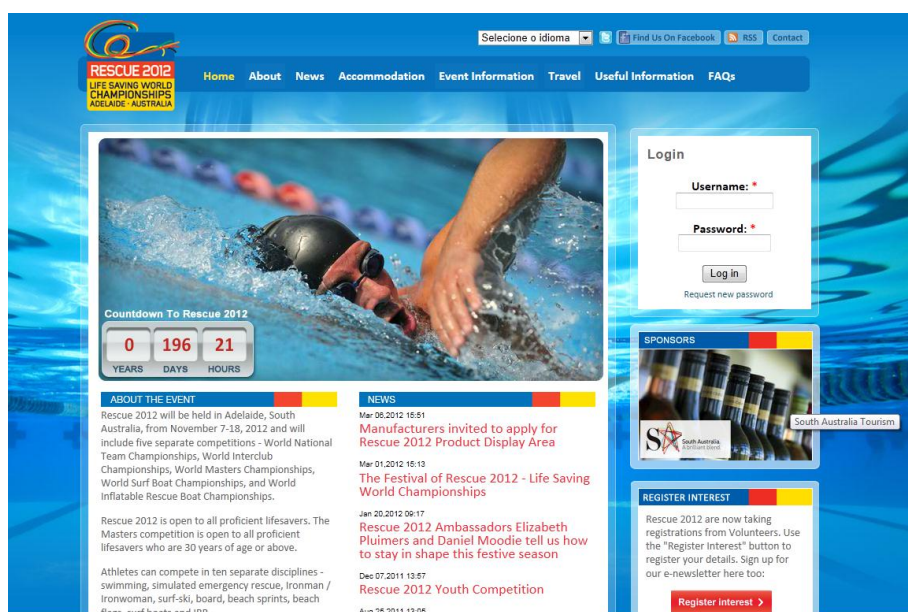 Selecione o idioma
Find Us On Facebook
RSS
Contact
RESCUE 2012
LIFE SAVING WORLD
CHAMPIONSHIPS
ADELAIDE - AUSTRALIA
Home About News Accommodation Event Information Travel Useful Information FAQs
Countdown To Rescue 2012
0 196 21
YEARS DAYS HOURS
Login
Username: *
Password: *
Log in
Request new password
SPONSORS
South Australia.
A brilliant blend.
South Australia Tourism
ABOUT THE EVENT
Rescue 2012 will be held in Adelaide, South
Australia, from November 7-18, 2012 and will
include five separate competitions - World National
Team Championships, World Interclub
Championships, World Masters Championships,
World Surf Boat Championships, and World
Inflatable Rescue Boat Championships.
Rescue 2012 is open to all proficient lifesavers. The
Masters competition is open to all proficient
lifesavers who are 30 years of age or above.
Athletes can compete in ten separate disciplines -
swimming, simulated emergency rescue, Ironman /
Ironwoman, surf-ski, board, beach sprints, beach
flags, surf boats and IRB
NEWS
Mar 06,2012 15:51
Manufacturers invited to apply for
Rescue 2012 Product Display Area
Mar 01,2012 15:13
The Festival of Rescue 2012 - Life Saving
World Championships
Jan 20,2012 09:17
Rescue 2012 Ambassadors Elizabeth
Pluimers and Daniel Moodie tell us how
to stay in shape this festive season
Dec 07,2011 13:57
Rescue 2012 Youth Competition
Aug 25,2011 13:05
REGISTER INTEREST
Rescue 2012 are now taking
registrations from Volunteers. Use
the "Register Interest" button to
register your details. Sign up for
our e-newsletter here too:
Register interest